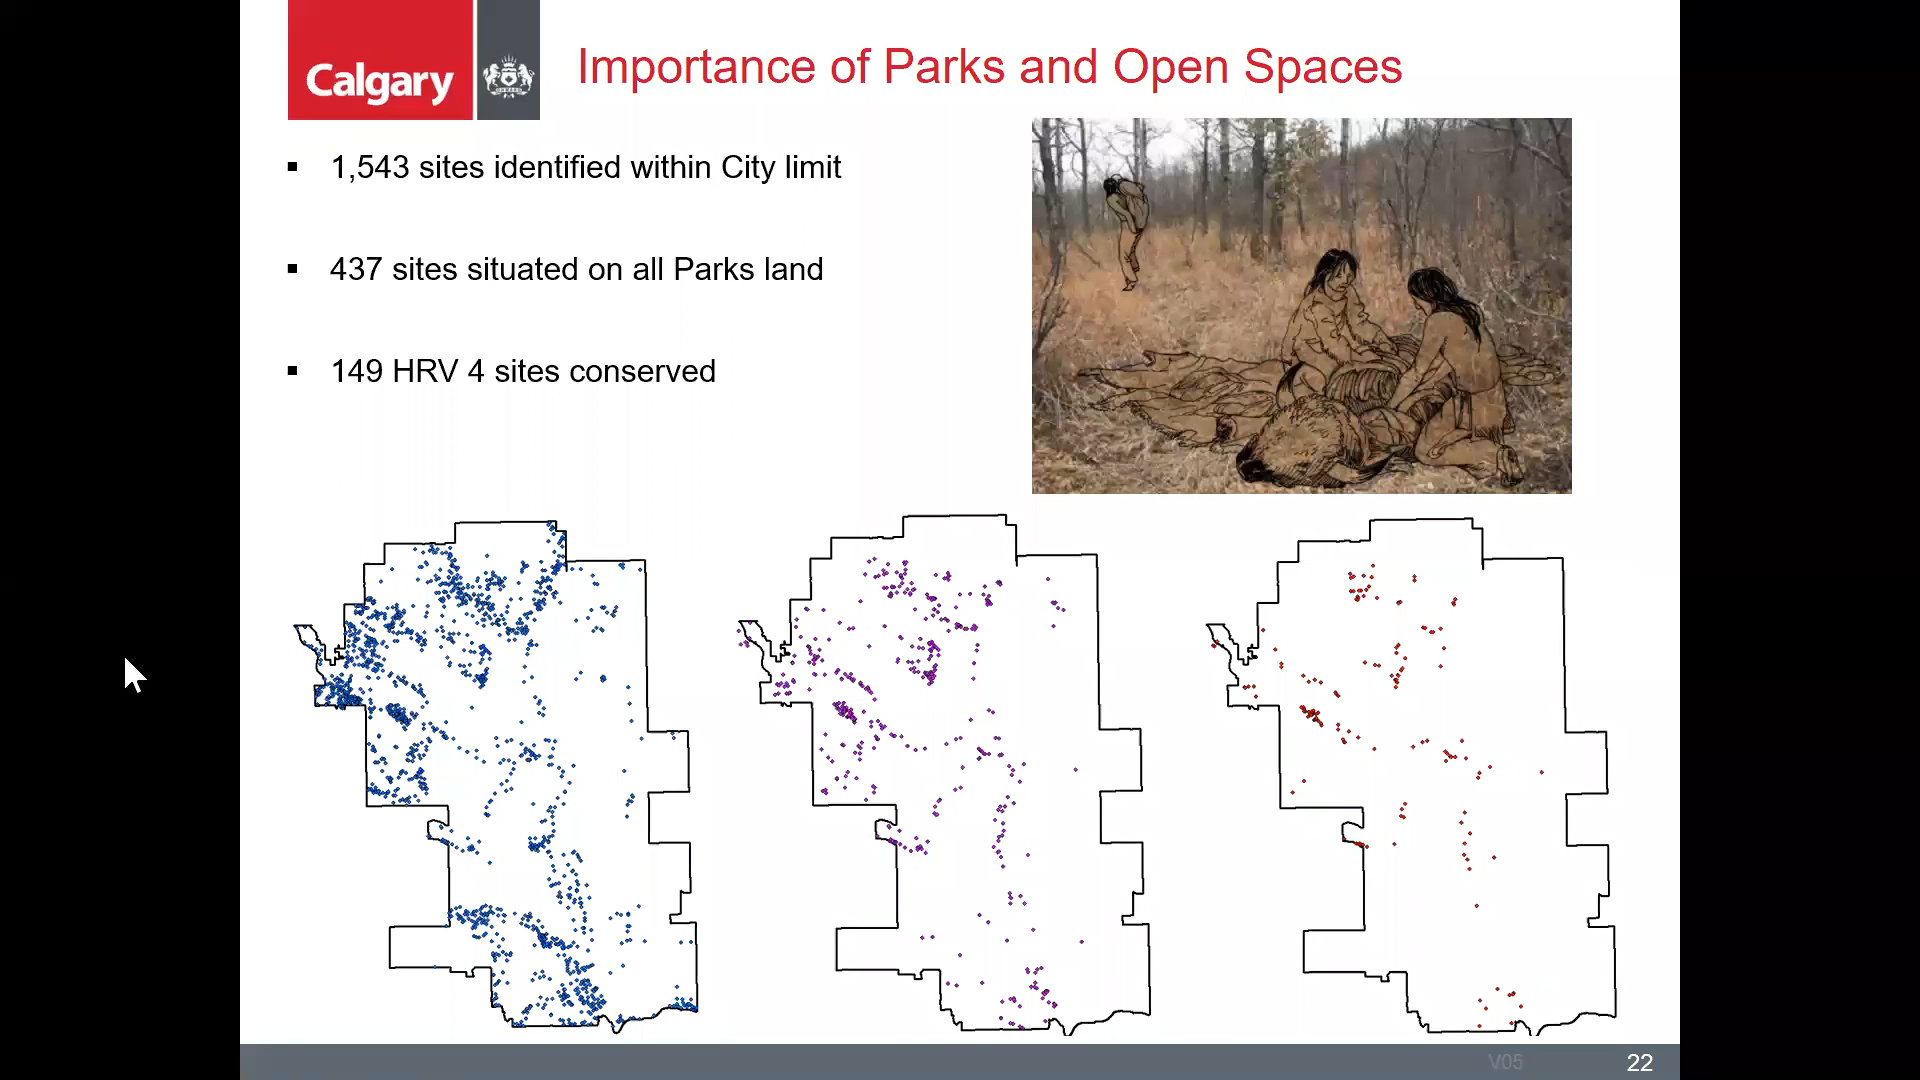 Calgary
Importance of Parks and Open Spaces
▪ 1,543 sites identified within City limit
▪ 437 sites situated on all Parks land
▪ 149 HRV 4 sites conserved
V05
22